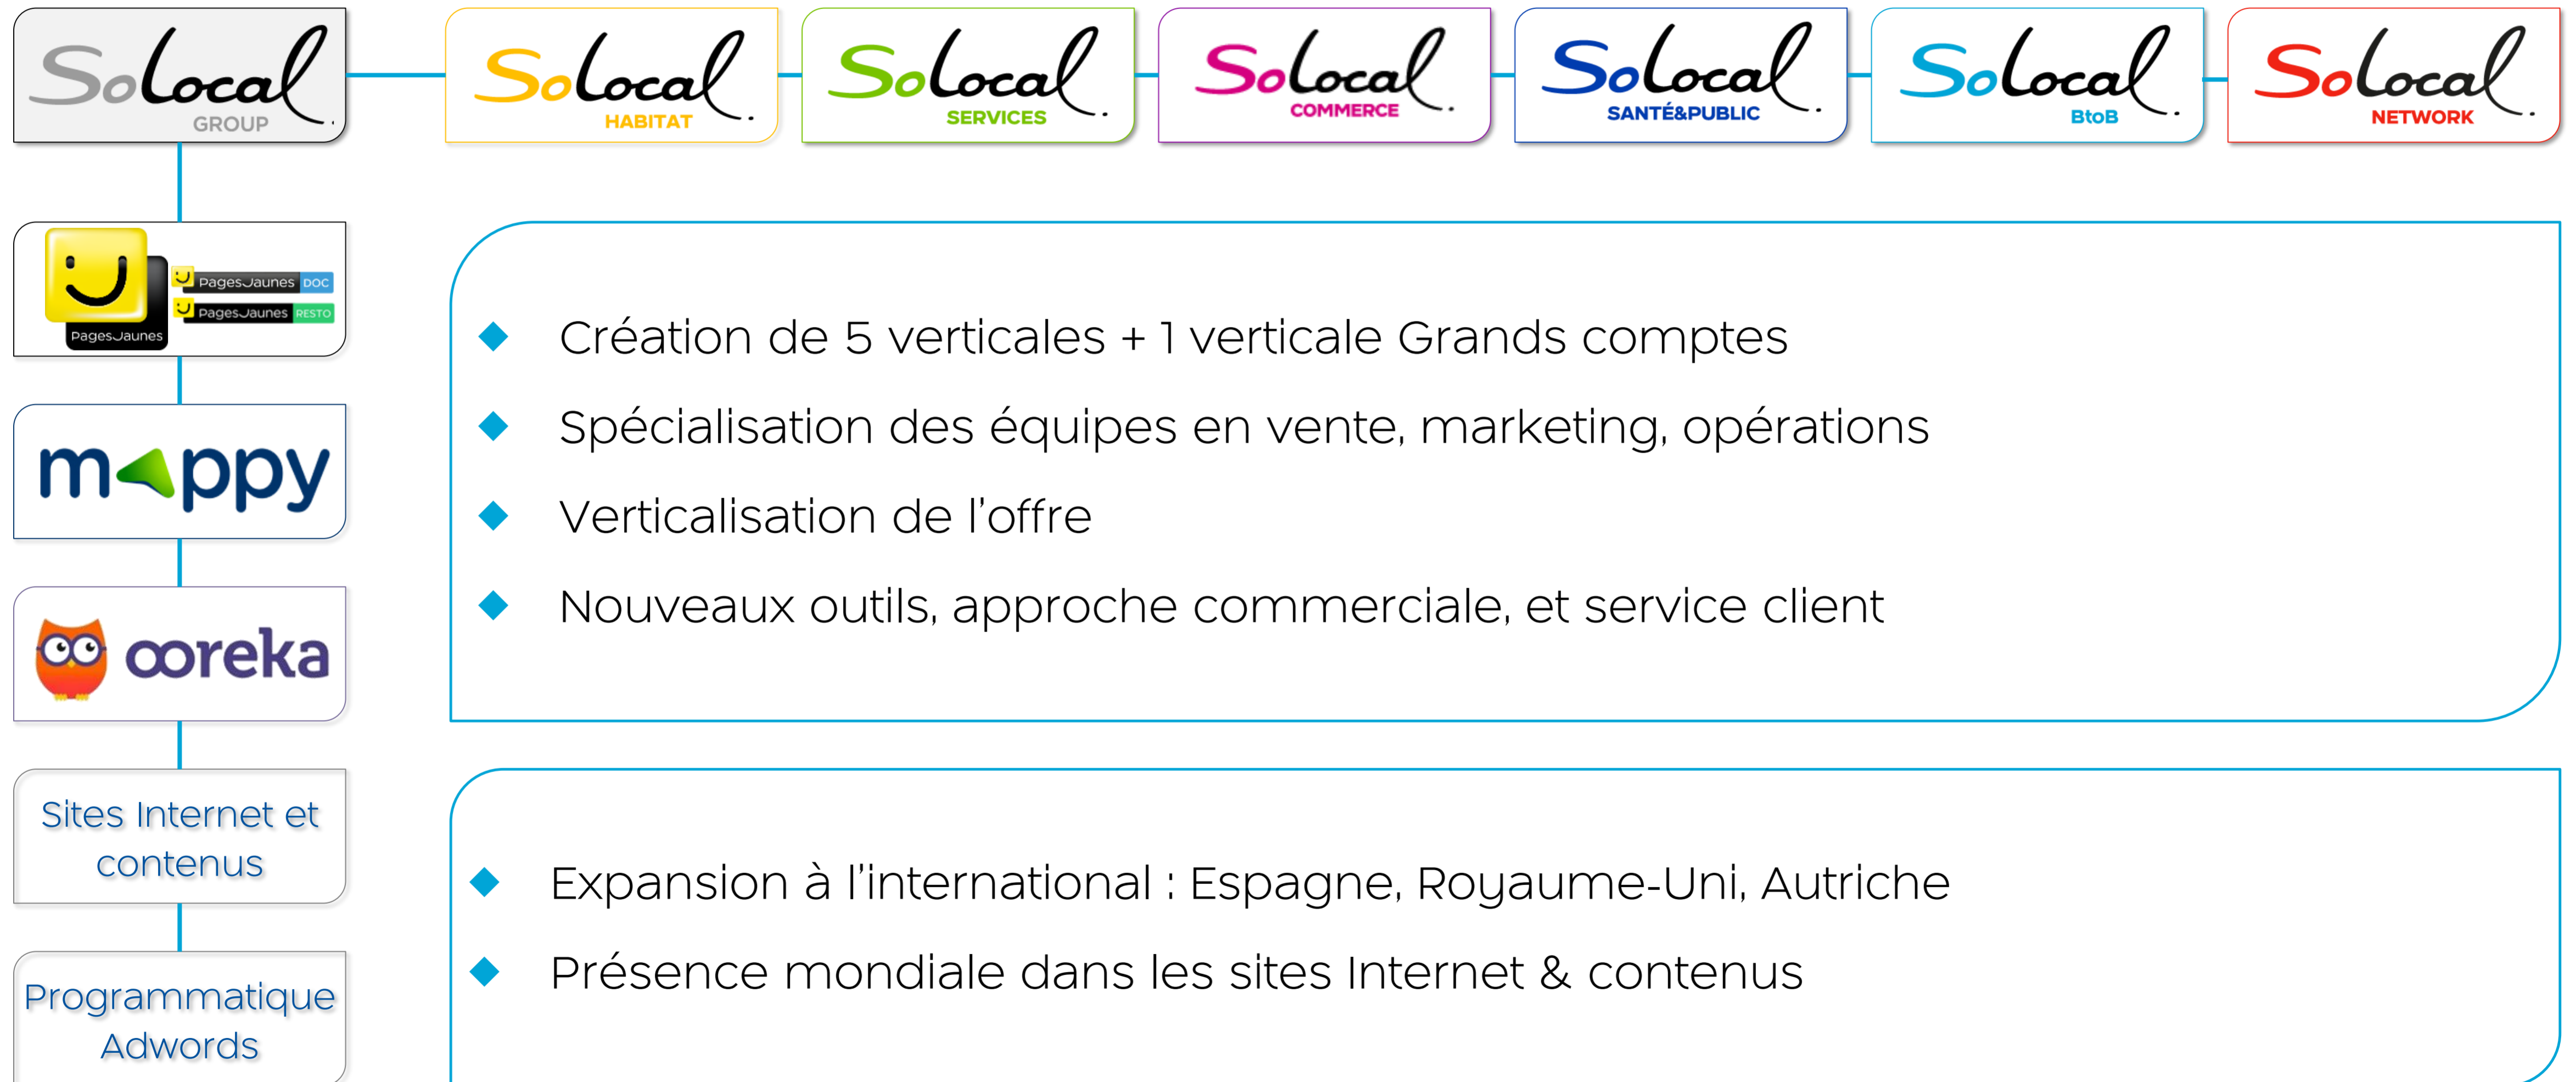 Solocal
GROUP
Solocal
HABITAT
Solocal
SERVICES
Solocal
COMMERCE
Solocal
SANTÉ&PUBLIC
Solocal
BtoB
Solocal
NETWORK
PagesJaunes
PagesJaunes DOC
PagesJaunes RESTO
mappy
ooreka
Sites Internet et
contenus
Programmatique
Adwords
Création de 5 verticales + 1 verticale Grands comptes
Spécialisation des équipes en vente, marketing, opérations
Verticalisation de l'offre
Nouveaux outils, approche commerciale, et service client
Expansion à l'international : Espagne, Royaume-Uni, Autriche
Présence mondiale dans les sites Internet & contenus